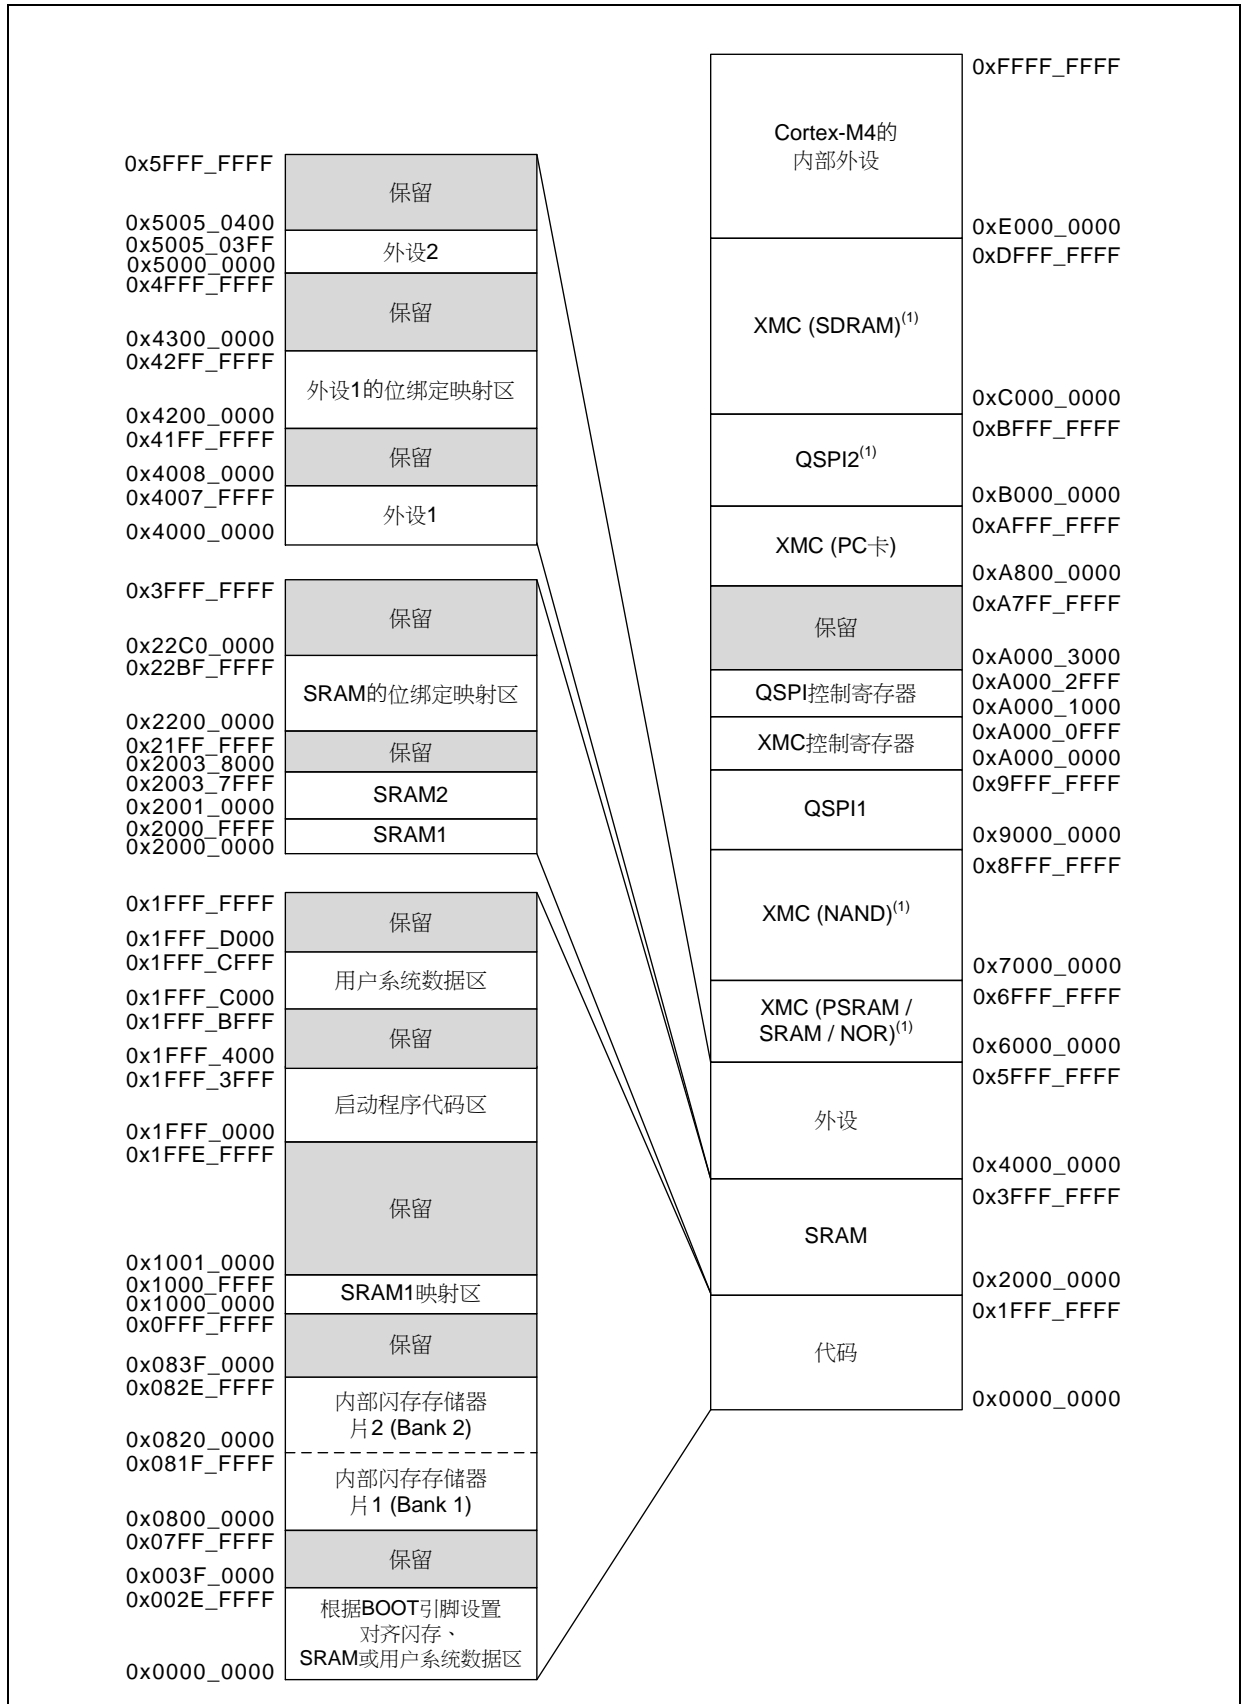 0x5FFF_FFFF
保留
0x5005_0400
0x5005_03FF
外设2
0x5000_0000
0x4FFF_FFFF
保留
0x4300_0000
0x42FF_FFFF
外设1的位绑定映射区
0x4200_0000
0x41FF_FFFF
保留
0x4008_0000
0x4007_FFFF
外设1
0x4000_0000
0x3FFF_FFFF
保留
0x22C0_0000
0x22BF_FFFF
SRAM的位绑定映射区
0x2200_0000
0x21FF_FFFF
保留
0x2003_8000
0x2003_7FFF
SRAM2
0x2001_0000
0x2000_FFFF
SRAM1
0x2000_0000
0x1FFF_FFFF
保留
0x1FFF_D000
0x1FFF_CFFF
用户系统数据区
0x1FFF_C000
0x1FFF_BFFF
保留
0x1FFF_4000
0x1FFF_3FFF
启动程序代码区
0x1FFF_0000
0x1FFE_FFFF
保留
0x1001_0000
0x1000_FFFF
SRAM1映射区
0x1000_0000
0x0FFF_FFFF
保留
0x083F_0000
0x082E_FFFF
内部闪存存储器
片2 (Bank 2)
0x0820_0000
0x081F_FFFF
内部闪存存储器
片1 (Bank 1)
0x0800_0000
0x07FF_FFFF
保留
0x003F_0000
0x002E_FFFF
根据BOOT引脚设置
对齐闪存、
SRAM或用户系统数据区
0x0000_0000
0xFFFF_FFFF
Cortex-M4的
内部外设
0xE000_0000
0xDFFF_FFFF
XMC (SDRAM)(1)
0xC000_0000
0xBFFF_FFFF
QSPI2(1)
0xB000_0000
0xAFFF_FFFF
XMC (PC卡)
0xA800_0000
0xA7FF_FFFF
保留
0xA000_3000
0xA000_2FFF
QSPI控制寄存器
0xA000_1000
0xA000_0FFF
XMC控制寄存器
0xA000_0000
0x9FFF_FFFF
QSPI1
0x9000_0000
0x8FFF_FFFF
XMC (NAND)(1)
0x7000_0000
0x6FFF_FFFF
XMC (PSRAM /
SRAM / NOR)(1)
0x6000_0000
0x5FFF_FFFF
外设
0x4000_0000
0x3FFF_FFFF
SRAM
0x2000_0000
0x1FFF_FFFF
代码
0x0000_0000